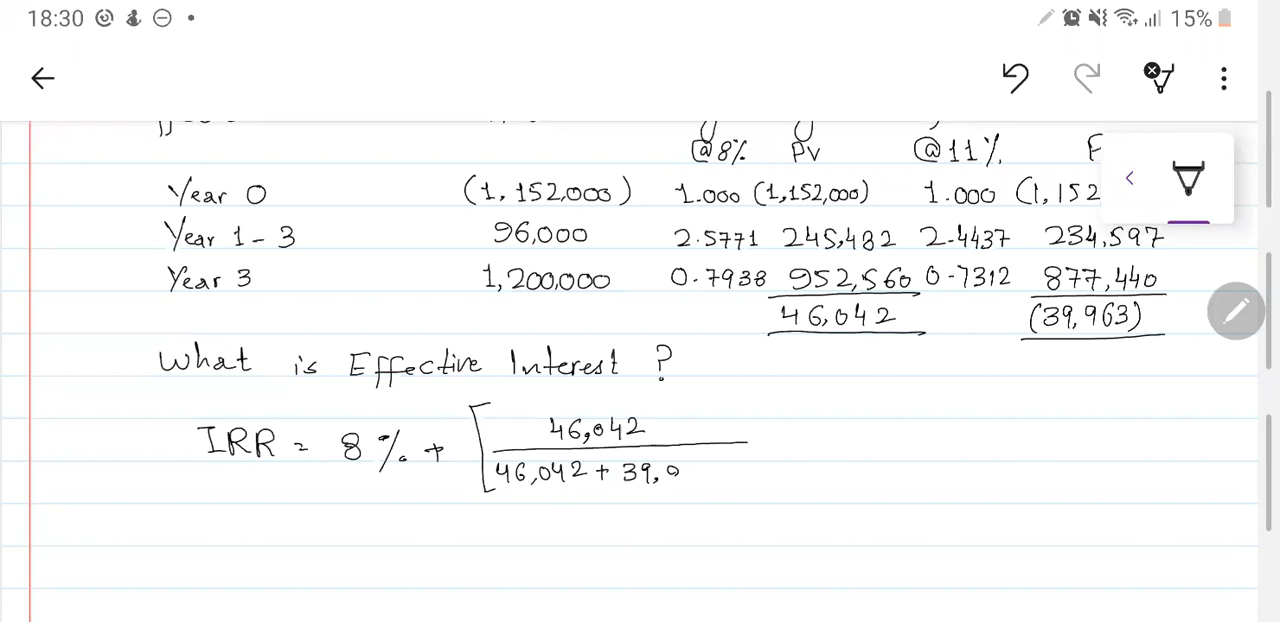 18:30 15%
@8% PV @11%
Year 0 (1,152,000) 1.000 (1,152,000) 1.000 (1,152
Year 1-3 96,000 2.5771 245,482 2-4437 234,597
Year 3 1,200,000 0.7938 952,560 0-7312 877,440
46,042 (39,963)
What is Effective Interest ?
IRR = 8% + [ 46,042
46,042 + 39,9